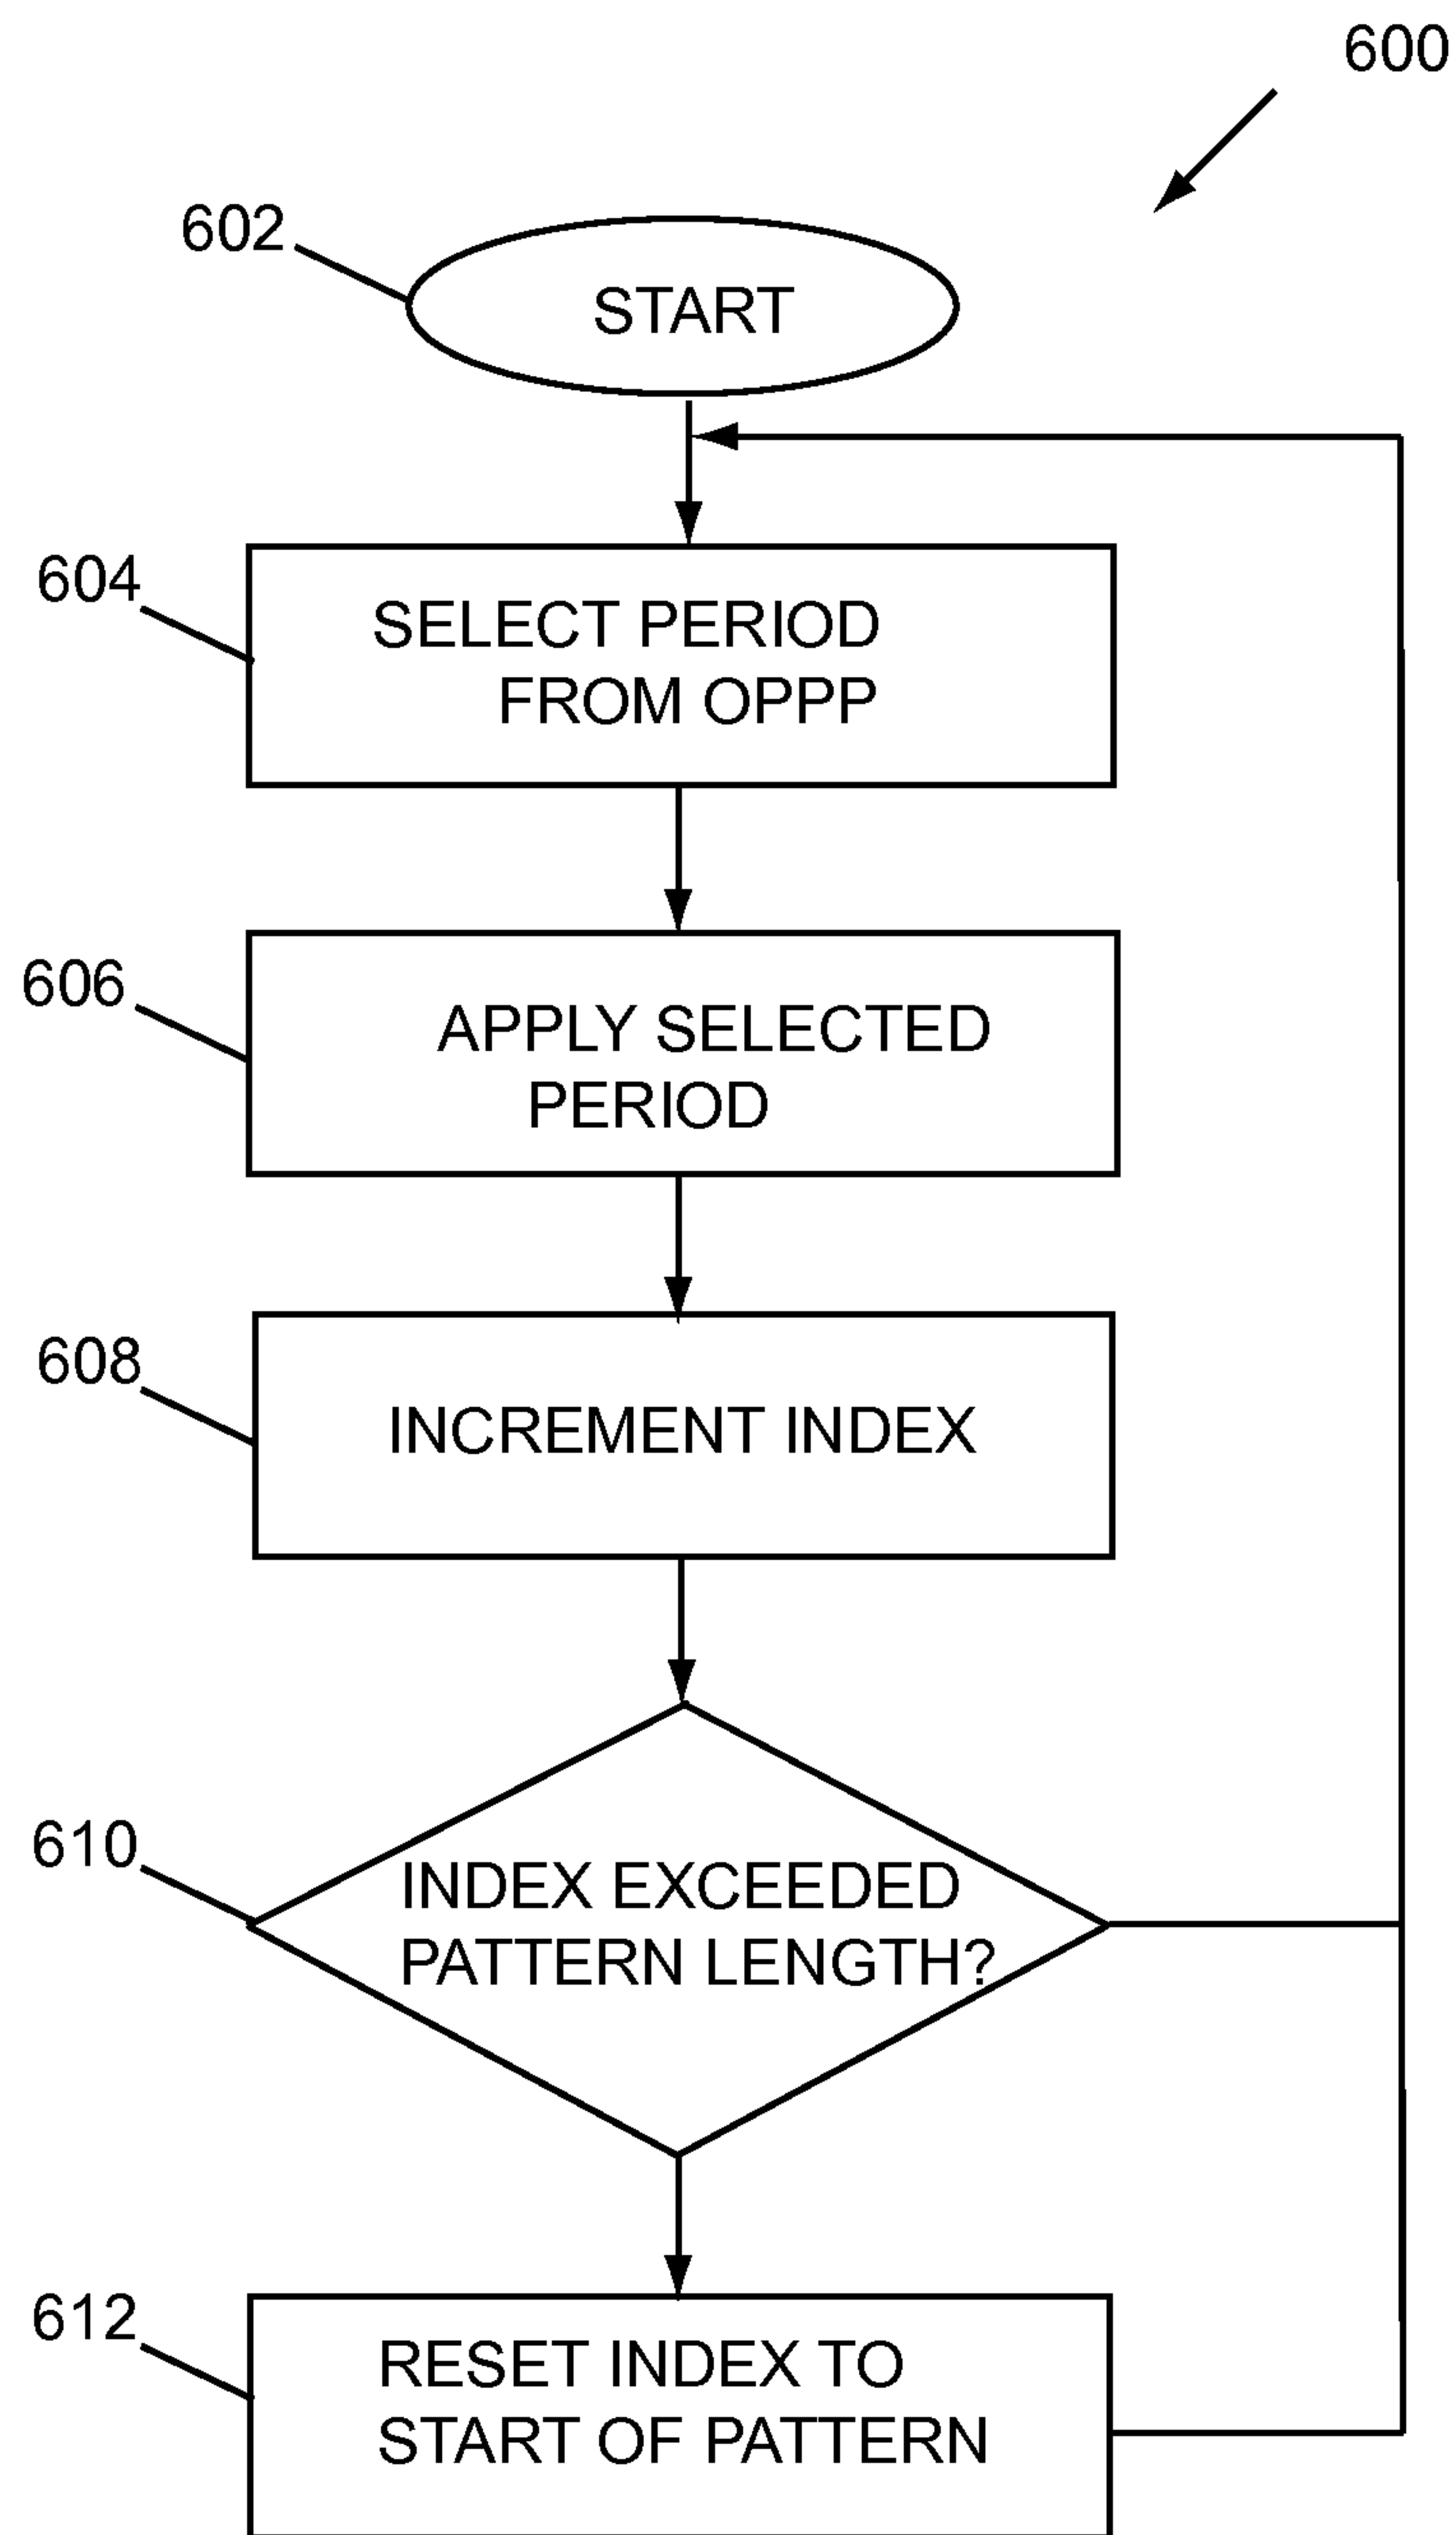 600
602
START
604
SELECT PERIOD
FROM OPPP
606
APPLY SELECTED
PERIOD
608
INCREMENT INDEX
610
INDEX EXCEEDED
PATTERN LENGTH?
612
RESET INDEX TO
START OF PATTERN